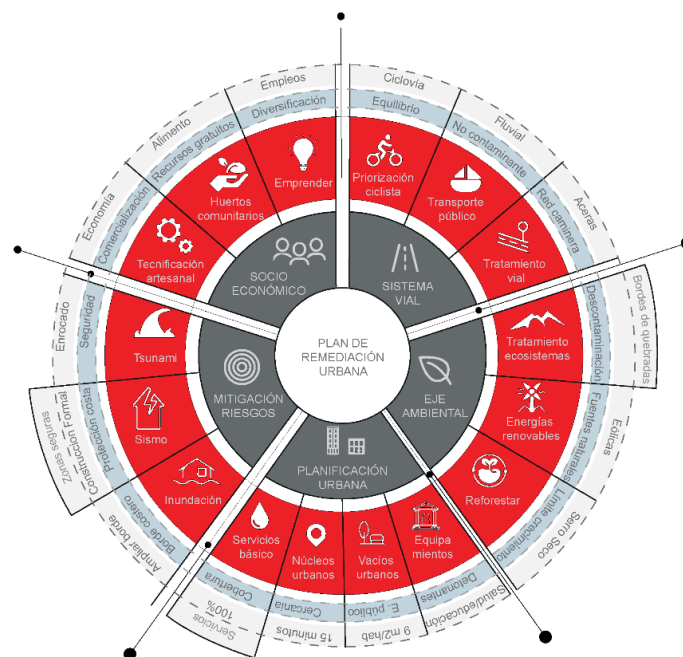 PLAN DE
REMEDIACIÓN
URBANA
SISTEMA
VIAL
EJE
AMBIENTAL
PLANIFICACIÓN
URBANA
MITIGACIÓN
RIESGOS
SOCIO
ECONÓMICO
Priorización
ciclista
Transporte
público
Tratamiento
vial
Tratamiento
ecosistemas
Energías
renovables
Reforestar
Equipa
mientos
Vacíos
urbanos
Núcleos
urbanos
Servicios
básico
Inundación
Sismo
Tsunami
Tecnificación
artesanal
Huertos
comunitarios
Emprender
Equilibrio
No contaminante
Red caminera
Descontaminación
Fuentes naturales
Límite crecimiento
Detonantes
E. público
Cercania
Cobertura
Borde costero
Protección costa
Seguridad
Comercialización
Recursos gratuitos
Diversificación
Ciclovía
Fluvial
Aceras
Bordes de quebradas
Eólicas
Serro Seco
Salud/educación
9 m2/hab
15 minutos
Servicios
100%
Ampliar borde
Construccion Formal
Zonas seguras
Enrocado
Economía
Alimento
Empleos